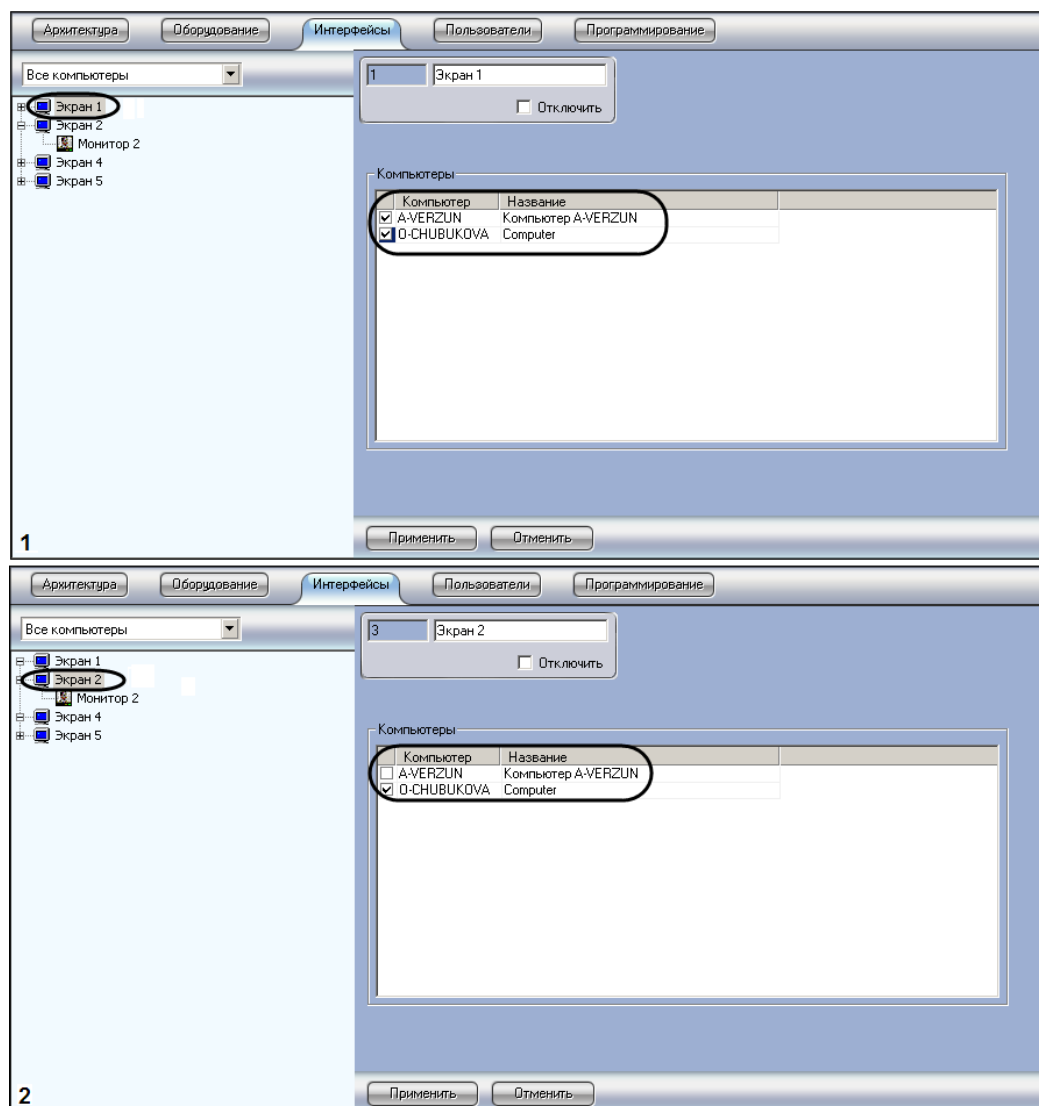 Архитектура Оборудование Интерфейсы Пользователи Программирование
Все компьютеры
1 Экран 1
Отключить
Экран 1
Экран 2
Монитор 2
Экран 4
Экран 5
Компьютеры
Компьютер Название
A-VERZUN Компьютер A-VERZUN
O-CHUBUKOVA Computer
Применить Отменить
1
Архитектура Оборудование Интерфейсы Пользователи Программирование
Все компьютеры
3 Экран 2
Отключить
Экран 1
Экран 2
Монитор 2
Экран 4
Экран 5
Компьютеры
Компьютер Название
A-VERZUN Компьютер A-VERZUN
O-CHUBUKOVA Computer
Применить Отменить
2